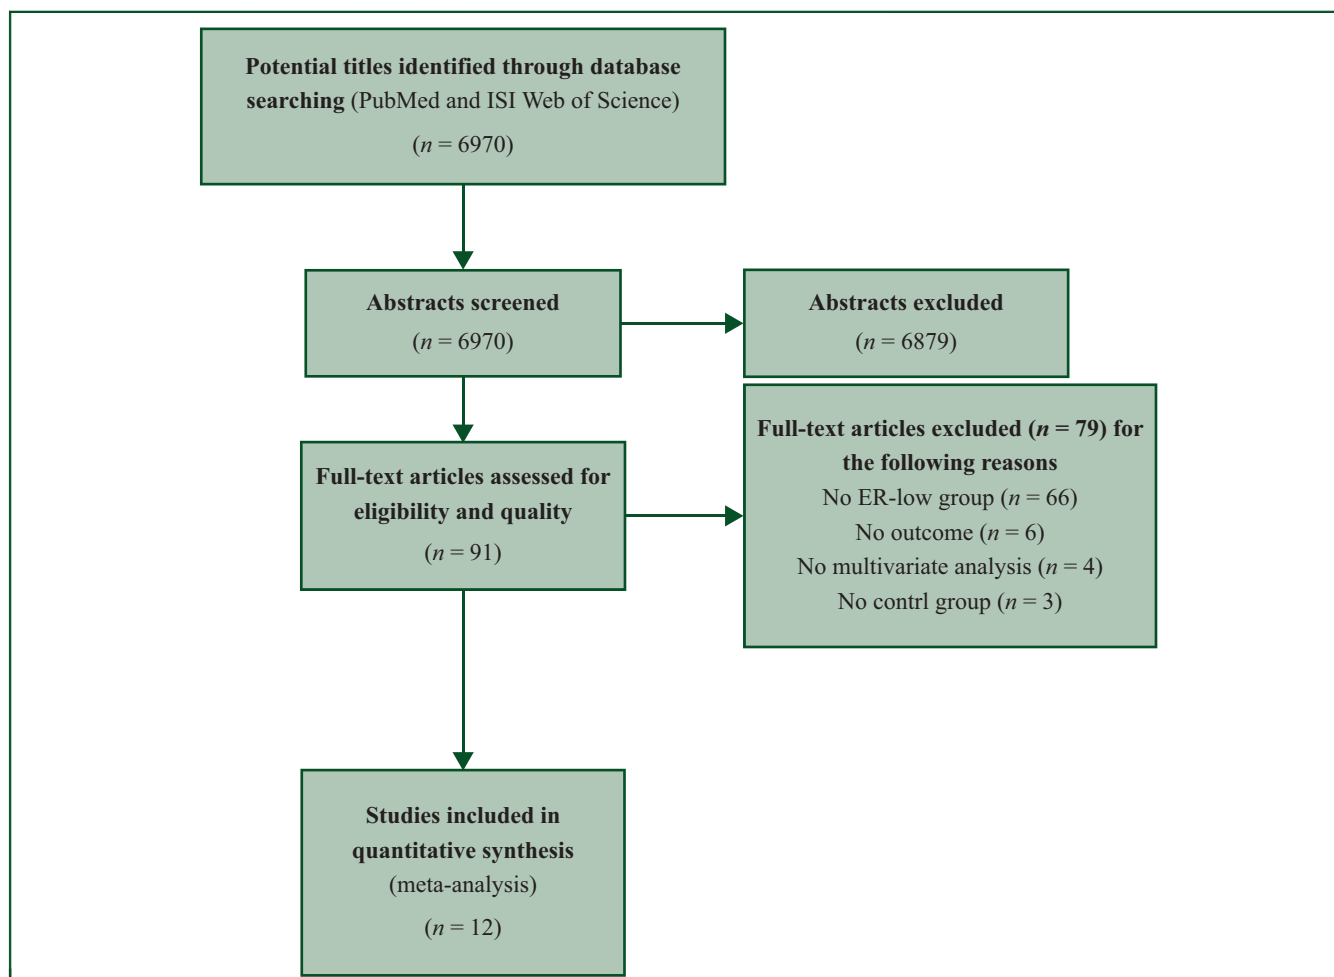 Potential titles identified through database
searching (PubMed and ISI Web of Science)
(n = 6970)
Abstracts screened
(n = 6970)
Abstracts excluded
(n = 6879)
Full-text articles assessed for
eligibility and quality
(n = 91)
Full-text articles excluded (n = 79) for
the following reasons
No ER-low group (n = 66)
No outcome (n = 6)
No multivariate analysis (n = 4)
No contrl group (n = 3)
Studies included in
quantitative synthesis
(meta-analysis)
(n = 12)